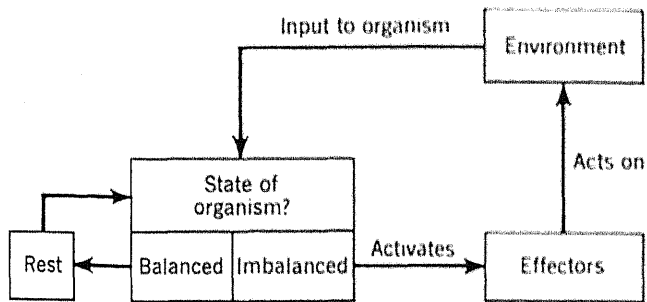 Input to organism
Environment
Acts on
State of
organism?
Rest
Balanced
Imbalanced
Activates
Effectors